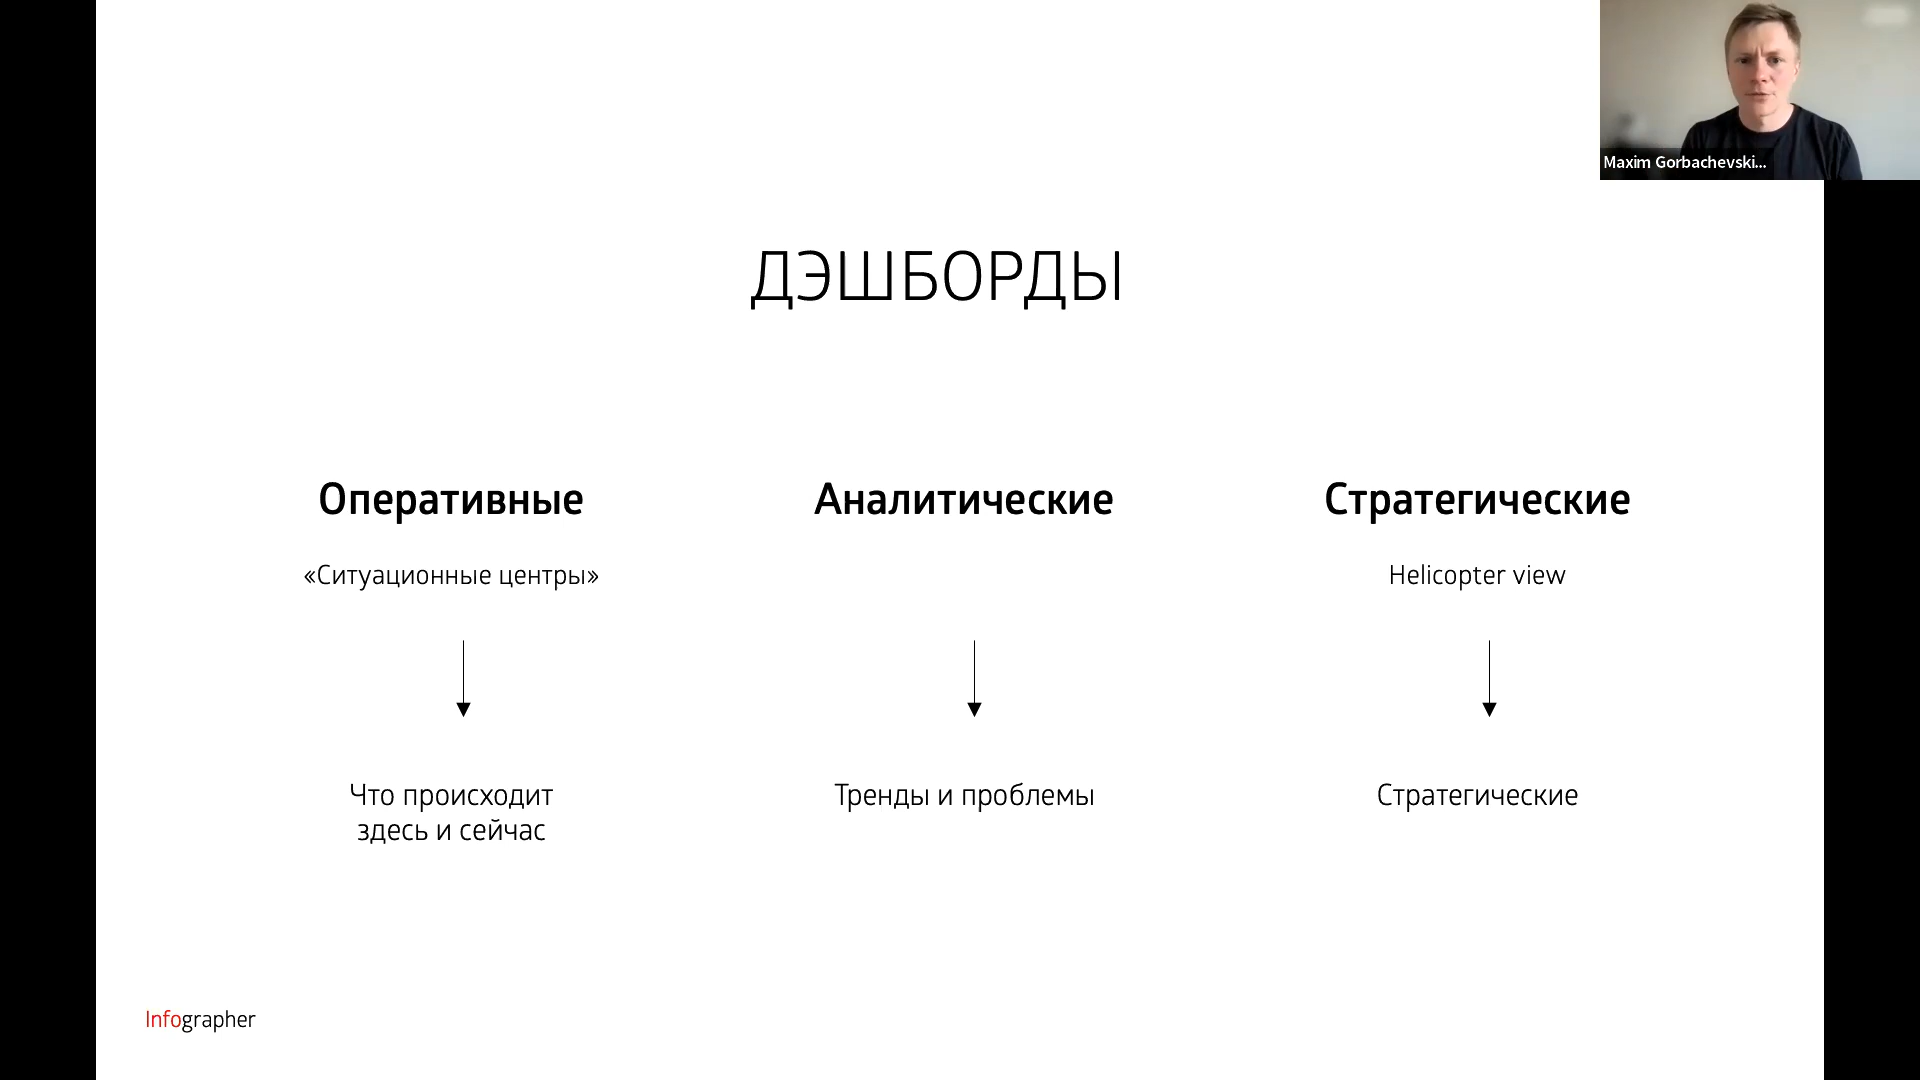 Maxim Gorbachevski...
ДЭШБОРДЫ
Оперативные
Аналитические
Стратегические
«Ситуационные центры»
Helicopter view
Что происходит
здесь и сейчас
Тренды и проблемы
Стратегические
Infographer